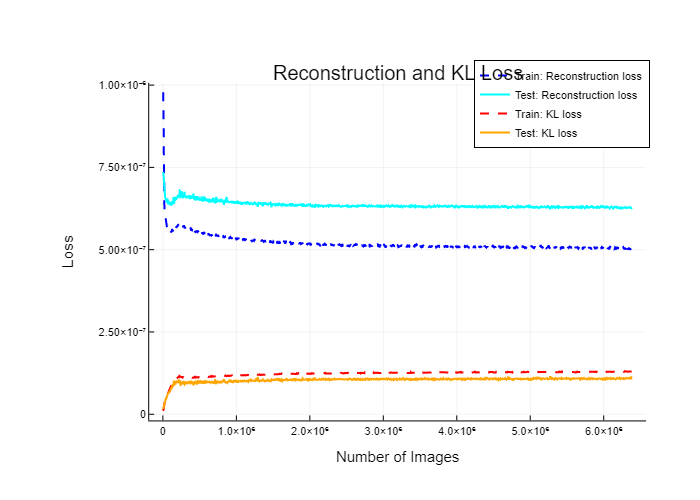 Reconstruction and KL Loss
Train: Reconstruction loss
Test: Reconstruction loss
Train: KL loss
Test: KL loss
1.00×10⁻⁶
7.50×10⁻⁷
5.00×10⁻⁷
2.50×10⁻⁷
0
Loss
0 1.0×10⁶ 2.0×10⁶ 3.0×10⁶ 4.0×10⁶ 5.0×10⁶ 6.0×10⁶
Number of Images